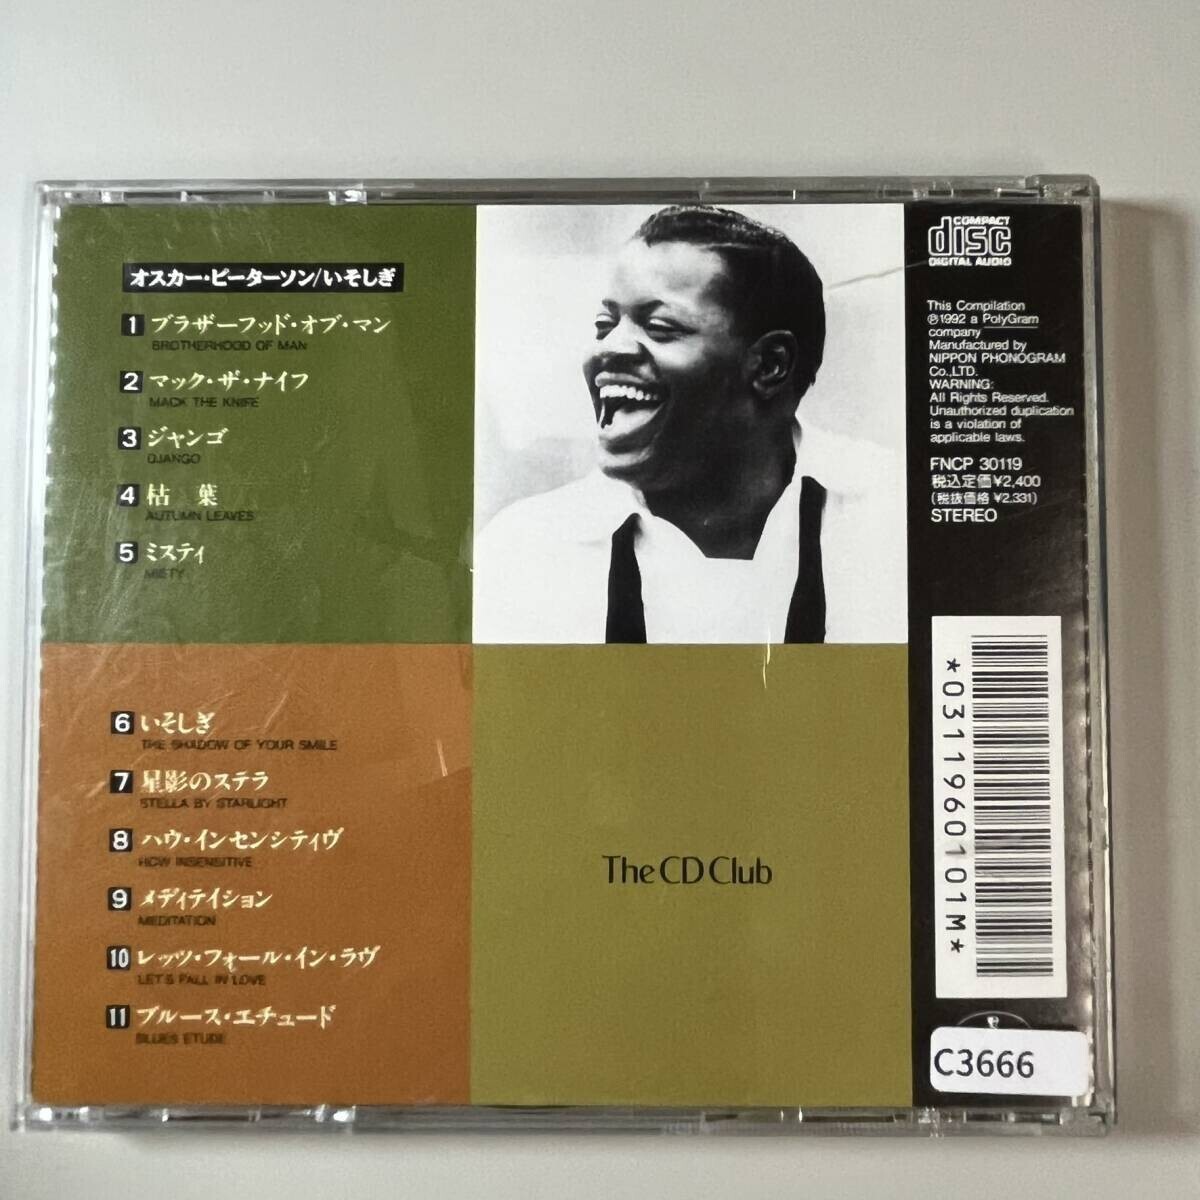 オスカー・ピーターソン/いそしぎ
1 ブラザーフッド・オブ・マン
BROTHERHOOD OF MAN
2 マック・ザ・ナイフ
MACK THE KNIFE
3 ジャンゴ
DJANGO
4 枯 葉
AUTUMN LEAVES
5 ミスティ
MISTY
6 いそしぎ
THE SHADOW OF YOUR SMILE
7 星影のステラ
STELLA BY STARLIGHT
8 ハウ・インセンシティヴ
HOW INSENSITIVE
9 メディテイション
MEDITATION
10 レッツ・フォール・イン・ラヴ
LET'S FALL IN LOVE
11 ブルース・エチュード
BLUES ETUDE
The CD Club
COMPACT
disc
DIGITAL AUDIO
This Compilation
℗1992 a PolyGram
company
Manufactured by
NIPPON PHONOGRAM
Co.,LTD.
WARNING:
All Rights Reserved.
Unauthorized duplication
is a violation of
applicable laws.
FNCP 30119
税込定価¥2,400
(税抜価格 ¥2,331)
STEREO
*0311960101M*
C3666